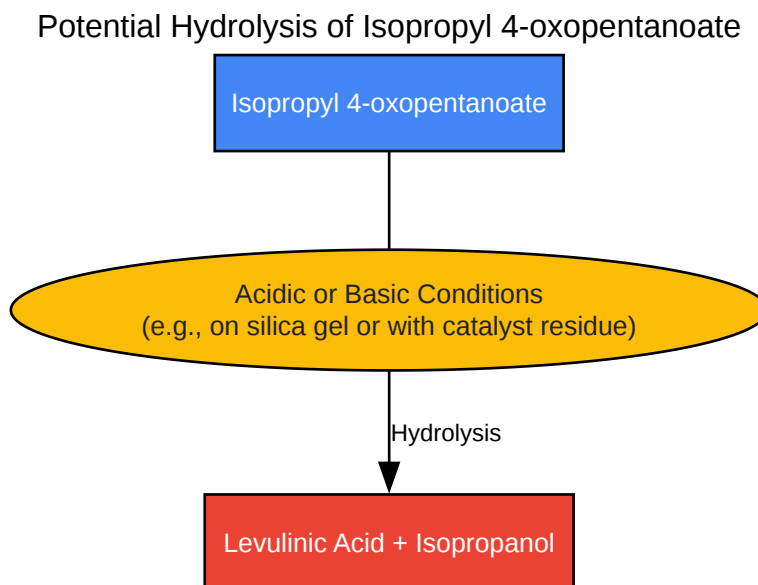 Potential Hydrolysis of Isopropyl 4-oxopentanoate
Isopropyl 4-oxopentanoate
Acidic or Basic Conditions
(e.g., on silica gel or with catalyst residue)
Hydrolysis
Levulinic Acid + Isopropanol